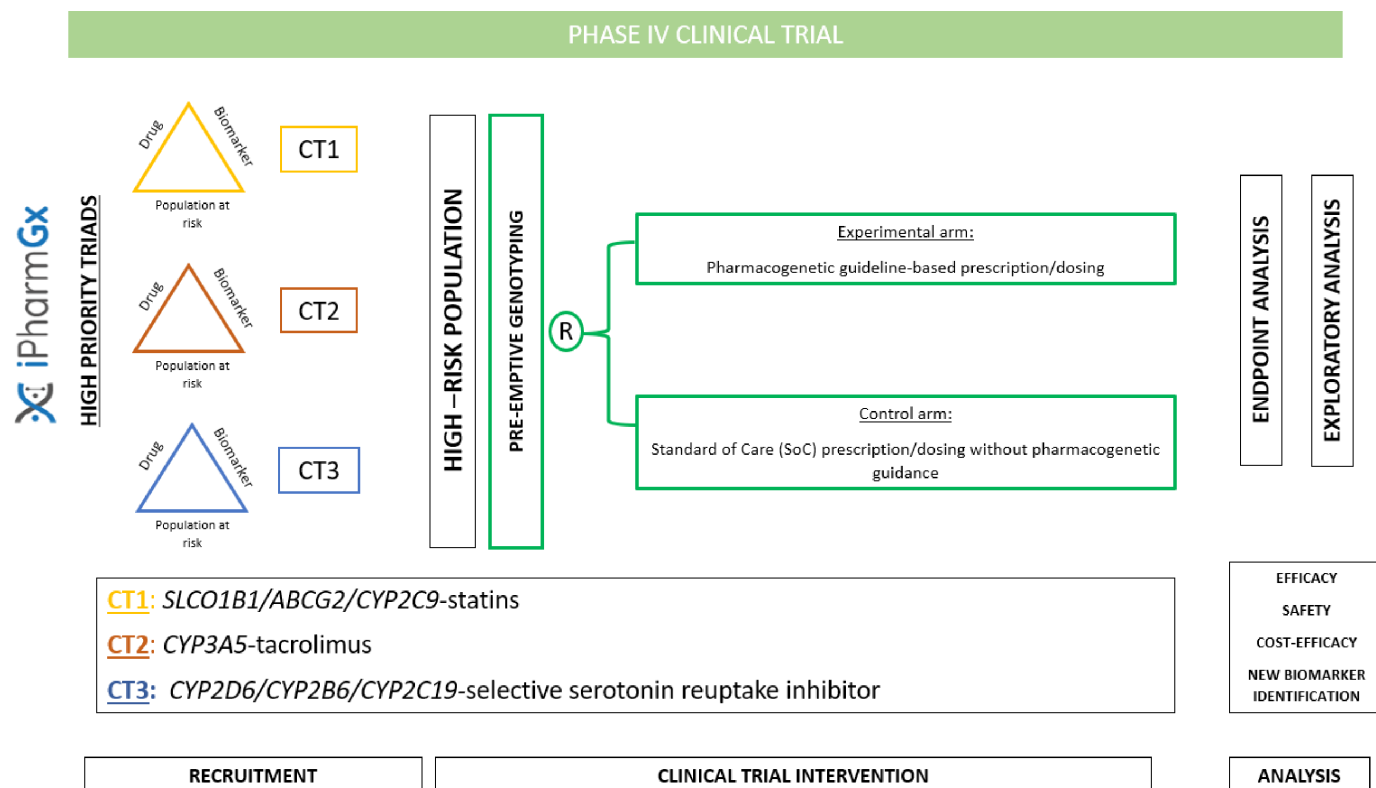 PHASE IV CLINICAL TRIAL
iPharmGx
HIGH PRIORITY TRIADS
Drug
Biomarker
Population at
risk
CT1
Drug
Biomarker
Population at
risk
CT2
Drug
Biomarker
Population at
risk
CT3
HIGH –RISK POPULATION
PRE-EMPTIVE GENOTYPING
R
Experimental arm:
Pharmacogenetic guideline-based prescription/dosing
Control arm:
Standard of Care (SoC) prescription/dosing without pharmacogenetic
guidance
ENDPOINT ANALYSIS
EXPLORATORY ANALYSIS
CT1: SLCO1B1/ABCG2/CYP2C9-statins
CT2: CYP3A5-tacrolimus
CT3: CYP2D6/CYP2B6/CYP2C19-selective serotonin reuptake inhibitor
EFFICACY
SAFETY
COST-EFFICACY
NEW BIOMARKER
IDENTIFICATION
RECRUITMENT
CLINICAL TRIAL INTERVENTION
ANALYSIS